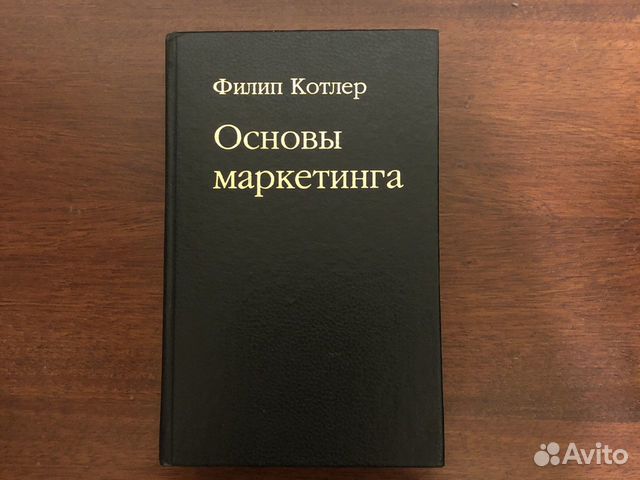 Филип Котлер
Основы
маркетинга
Avito